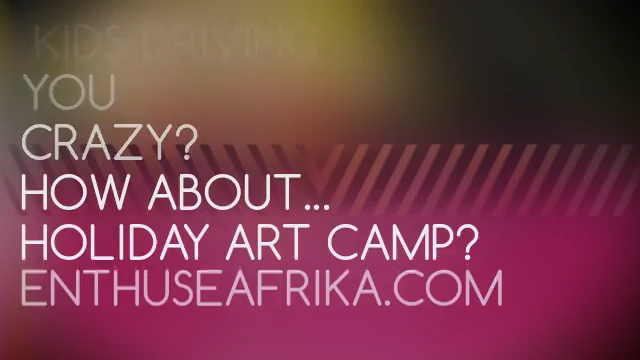 KIDS DRIVING
YOU
CRAZY?
HOW ABOUT...
HOLIDAY ART CAMP?
ENTHUSEAFRIKA.COM